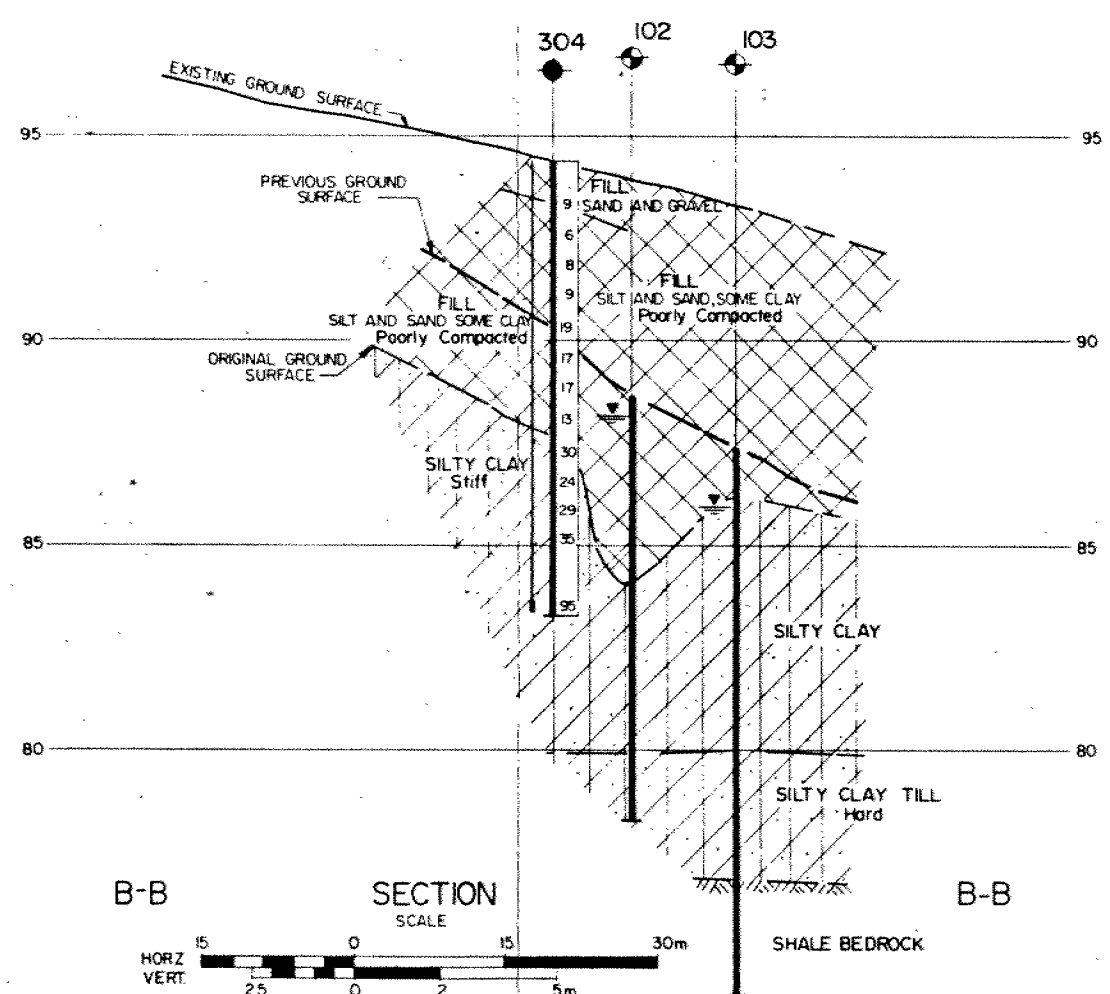 304
102
103
EXISTING GROUND SURFACE
95
95
PREVIOUS GROUND
SURFACE
FILL
SAND AND GRAVEL
9
6
8
9
19
17
17
13
30
24
29
35
95
FILL
SILT AND SAND, SOME CLAY
Poorly Compacted
FILL
SILT AND SAND SOME CLAY
Poorly Compacted
90
90
ORIGINAL GROUND
SURFACE
SILTY CLAY
Stiff
85
85
SILTY CLAY
80
80
SILTY CLAY TILL
Hard
B-B
SECTION
B-B
SCALE
15 0 15 30m
HORZ
VERT.
2.5 0 2 5m
SHALE BEDROCK